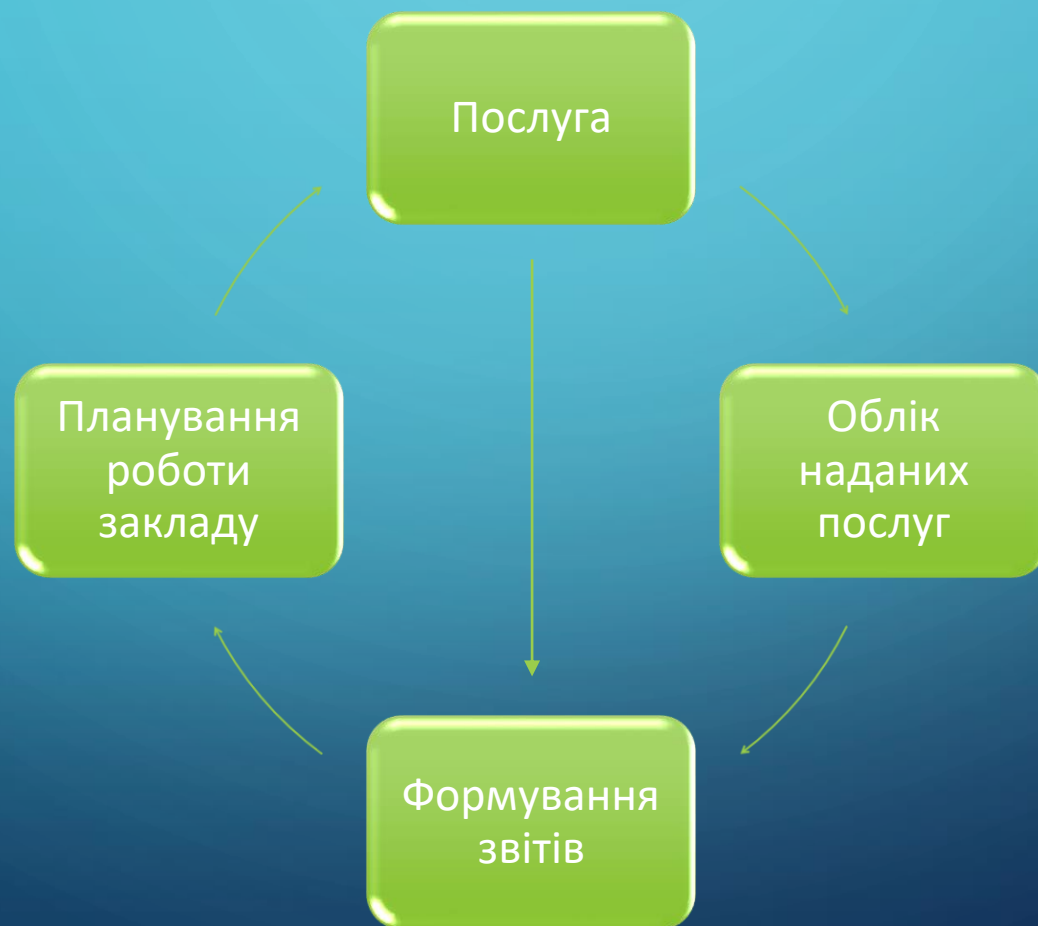 Послуга
Планування
роботи
закладу
Облік
наданих
послуг
Формування
звітів